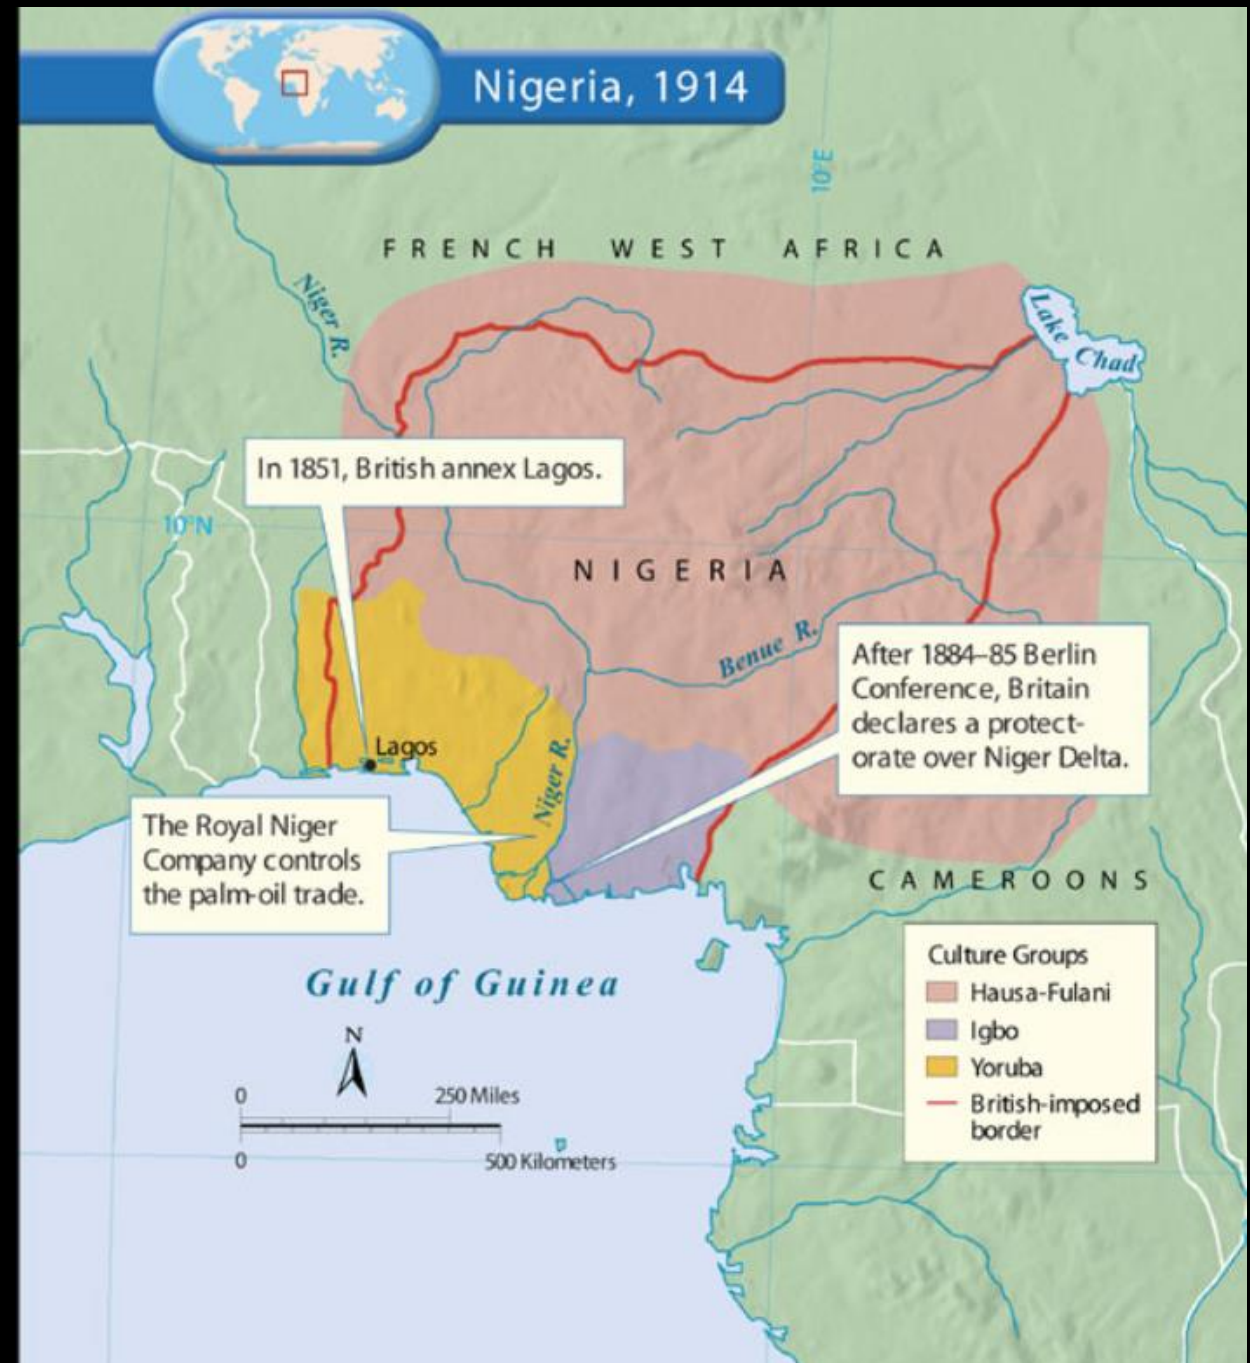 Nigeria, 1914
10°E
FRENCH WEST AFRICA
Niger R.
Lake Chad
In 1851, British annex Lagos.
10°N
NIGERIA
Benue R.
After 1884–85 Berlin
Conference, Britain
declares a protect-
orate over Niger Delta.
Lagos
Niger R.
The Royal Niger
Company controls
the palm-oil trade.
CAMEROONS
Gulf of Guinea
Culture Groups
Hausa-Fulani
Igbo
Yoruba
British-imposed
border
N
0 250 Miles
0 500 Kilometers